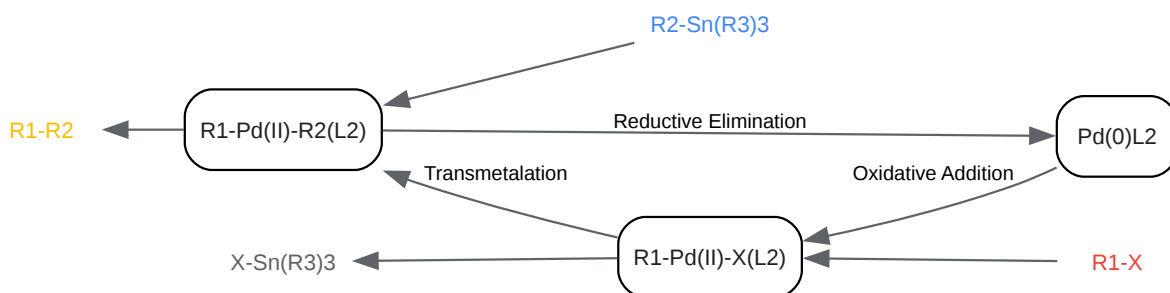 R2-Sn(R3)3
R1-R2
R1-Pd(II)-R2(L2)
Reductive Elimination
Pd(0)L2
Transmetalation
Oxidative Addition
X-Sn(R3)3
R1-Pd(II)-X(L2)
R1-X